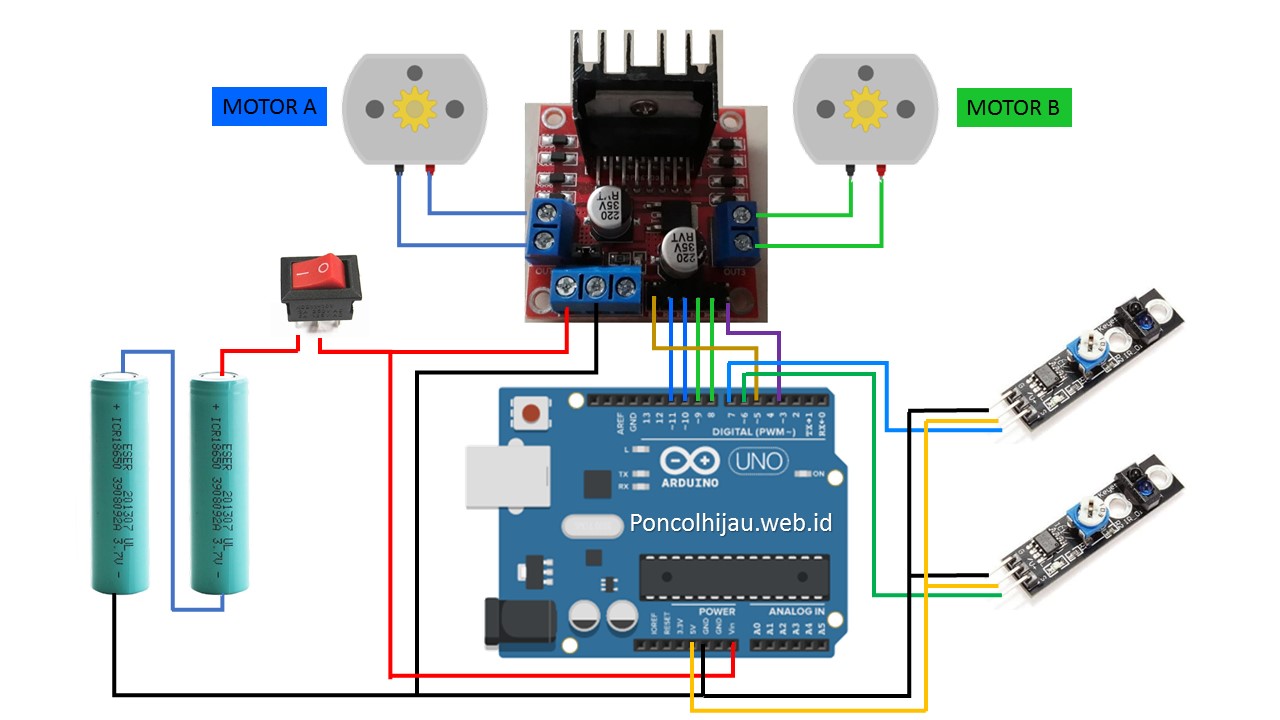 MOTOR A
MOTOR B
220
35V
RVT
220
35V
RVT
OUT3
+ ICR18650 3908092A 3.7V -
ESER 201307 UL
+ ICR18650 3908092A 3.7V -
ESER 201307 UL
AREF
GND
13
12
~11
~10
~9
8
7
~6
~5
4
~3
2
TX→1
RX←0
DIGITAL (PWM~)
L
TX
RX
UNO
ON
ARDUINO
Poncolhijau.web.id
POWER
ANALOG IN
IOREF
RESET
3.3V
5V
GND
GND
Vin
A0
A1
A2
A3
A4
A5
Keyes
Keyes